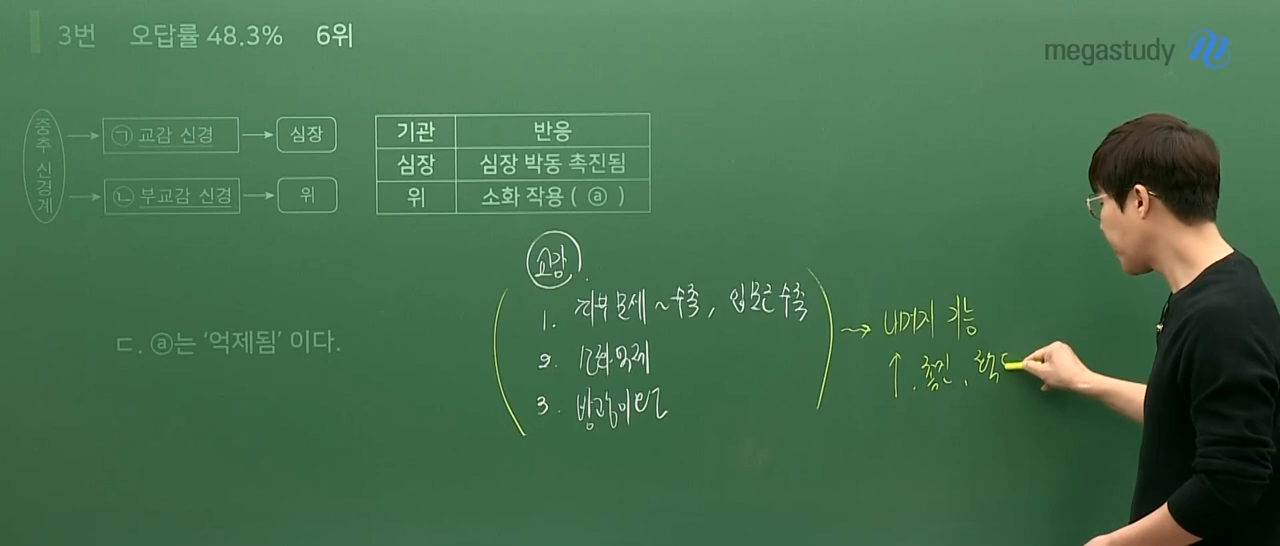 3번 오답률 48.3% 6위
megastudy
중추 신경계
㉠ 교감 신경
심장
㉡ 부교감 신경
위
기관 반응
심장 심장 박동 촉진됨
위 소화 작용 ( ⓐ )
교감
1. 피부 모세~수축, 입모근 수축
2. 소화억제
3. 방광이완
나머지 기능
↑, 촉진, 확
ㄷ. ⓐ는 ‘억제됨’ 이다.